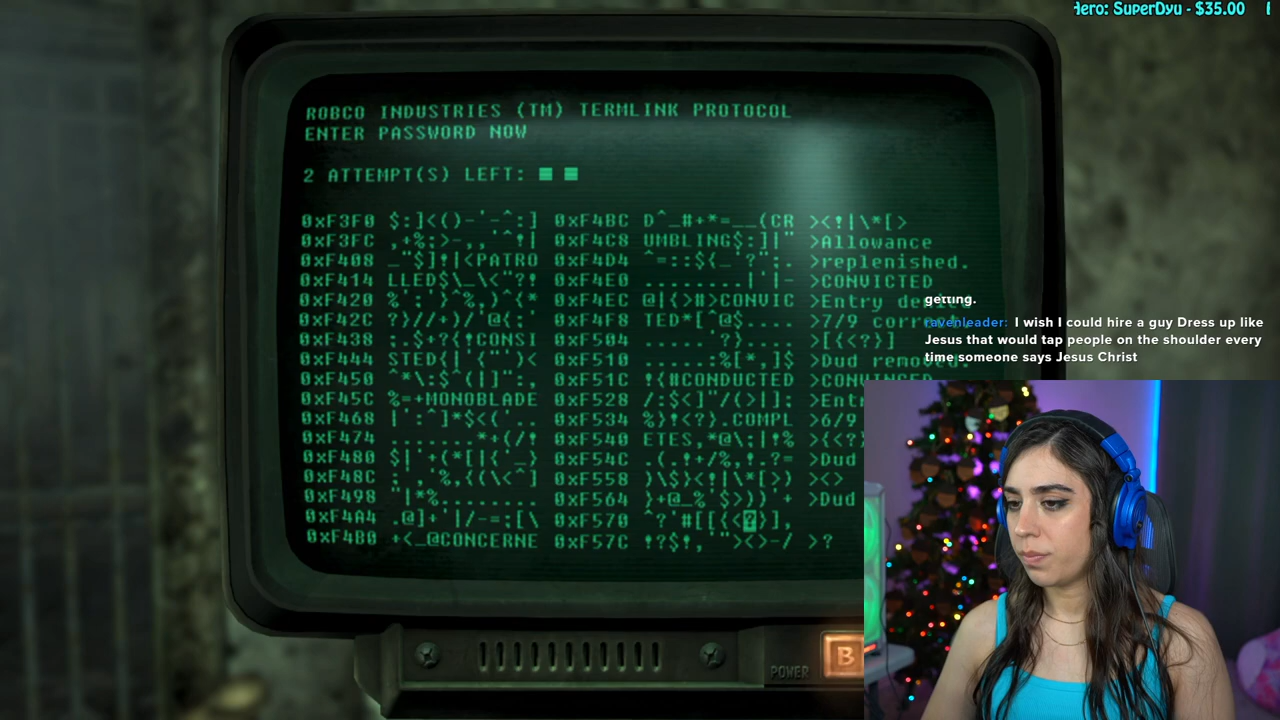 Hero: SuperDyu - $35.00
ROBCO INDUSTRIES (TM) TERMLINK PROTOCOL
ENTER PASSWORD NOW
2 ATTEMPT(S) LEFT: ■ ■
0xF3F0 $:]<()-'-^:] 0xF4BC D^_#+*=__(CR ><!|\*[>
0xF3FC ,+%:>-,,'^!| 0xF4C8 UMBLING$:]|" >Allowance
0xF408 _"$]!|<PATRO 0xF4D4 ^=::${_'?":. >replenished.
0xF414 LLED$\_\<"?! 0xF4E0 ........|'|- >CONVICTED
0xF420 %';'}^%,)^{* 0xF4EC @|{>#>CONVIC >Entry denied
0xF42C ?}//+)/'@{;' 0xF4F8 TED*[^@$.... >7/9 correct.
0xF438 ;.$+?{!CONSI 0xF504 .....'?}.... >[{<?}]
0xF444 STED{|'{"')< 0xF510 .....:%[*,]$ >Dud removed.
0xF450 ^*\:$^(|]":, 0xF51C !{#CONDUCTED >CONVINCED
0xF45C %=+MONOBLADE 0xF528 /:$<]"/(>|]; >Entr
0xF468 |':^]*$<('.. 0xF534 %}!<?).COMPL >6/9
0xF474 .......*+(/! 0xF540 ETES,*@\;|!% >{<?}
0xF480 $|'+(*[|{'_} 0xF54C .(.!+/%,!.?= >Dud
0xF48C ; ,'%,{(\<^] 0xF558 )\$}<!|\*[>) ><>
0xF498 "|*%........ 0xF564 }+@_%'$>))'+ >Dud
0xF4A4 .@]+'|/-=;[\ 0xF570 ^?'#[[{<?}],
0xF4B0 +<_@CONCERNE 0xF57C !?$!,'"><>-/ >?
getting.
ravenleader: I wish I could hire a guy Dress up like
Jesus that would tap people on the shoulder every
time someone says Jesus Christ
POWER
B